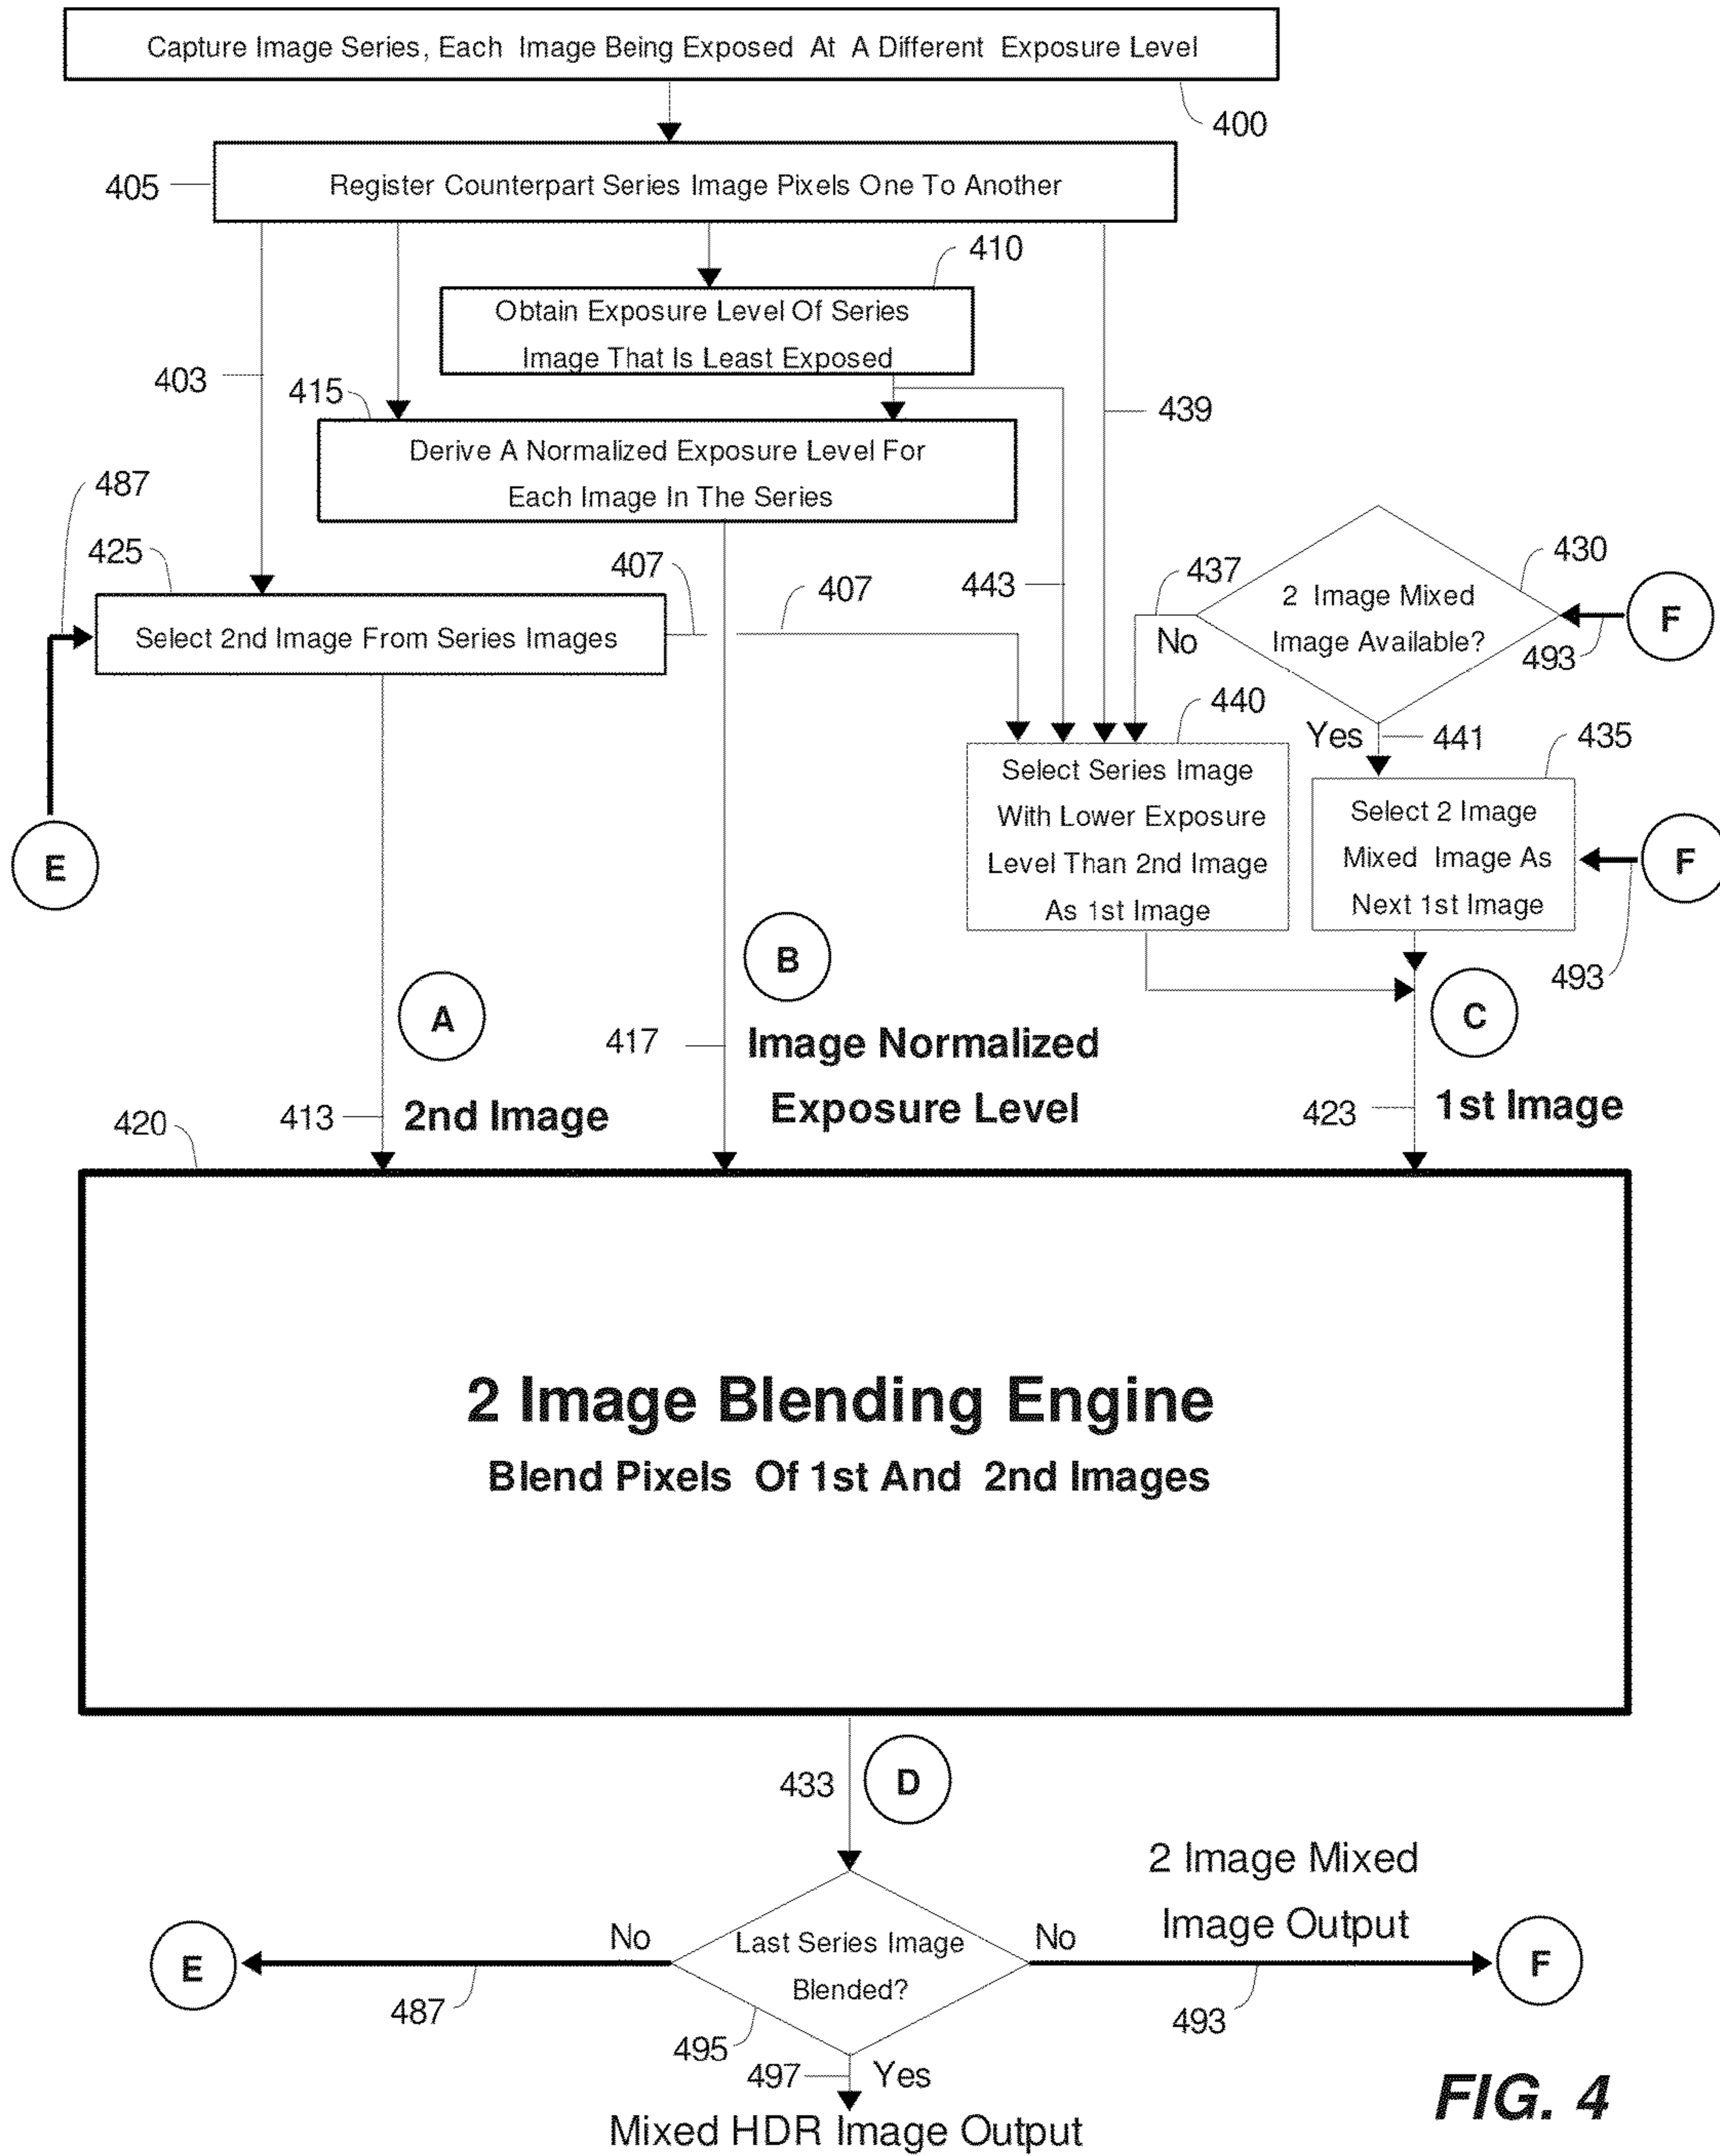 Capture Image Series, Each Image Being Exposed At A Different Exposure Level
400
405
Register Counterpart Series Image Pixels One To Another
410
Obtain Exposure Level Of Series
Image That Is Least Exposed
403
415
439
Derive A Normalized Exposure Level For
Each Image In The Series
487
425
407
407
443
437
430
2 Image Mixed
Image Available?
F
493
No
Select 2nd Image From Series Images
440
Yes
441
435
Select Series Image
With Lower Exposure
Level Than 2nd Image
As 1st Image
Select 2 Image
Mixed Image As
Next 1st Image
F
493
E
B
A
C
417
Image Normalized
Exposure Level
420
413
2nd Image
423
1st Image
2 Image Blending Engine
Blend Pixels Of 1st And 2nd Images
433
D
2 Image Mixed
Image Output
E
No
Last Series Image
Blended?
No
F
487
495
493
497
Yes
Mixed HDR Image Output
FIG. 4